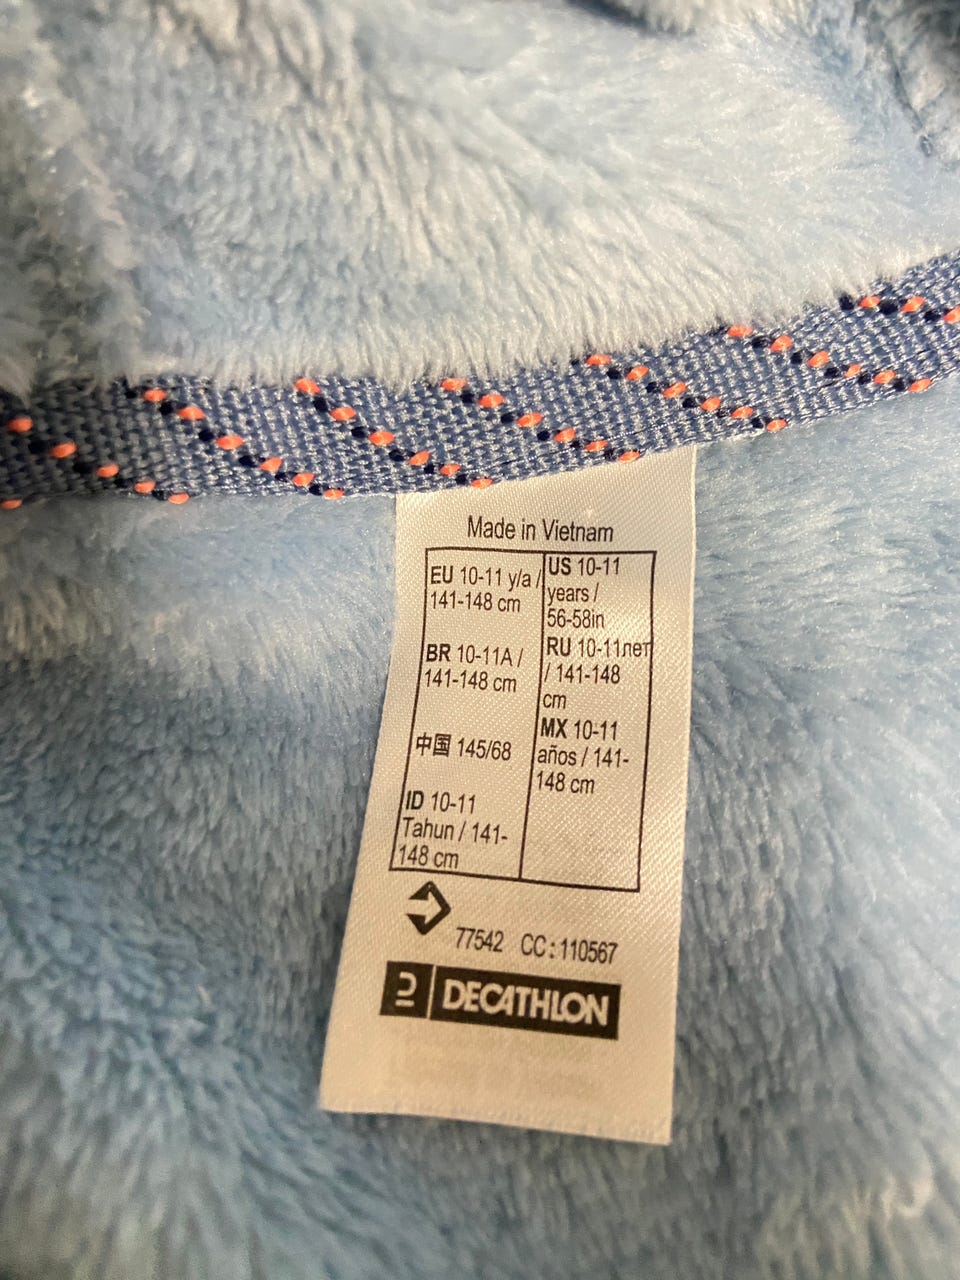 Made in Vietnam
EU 10-11 y/a /
141-148 cm
BR 10-11A /
141-148 cm
中国 145/68
ID 10-11
Tahun / 141-
148 cm
US 10-11
years /
56-58in
RU 10-11лет
/ 141-148
cm
MX 10-11
años / 141-
148 cm
77542 CC:110567
DECATHLON